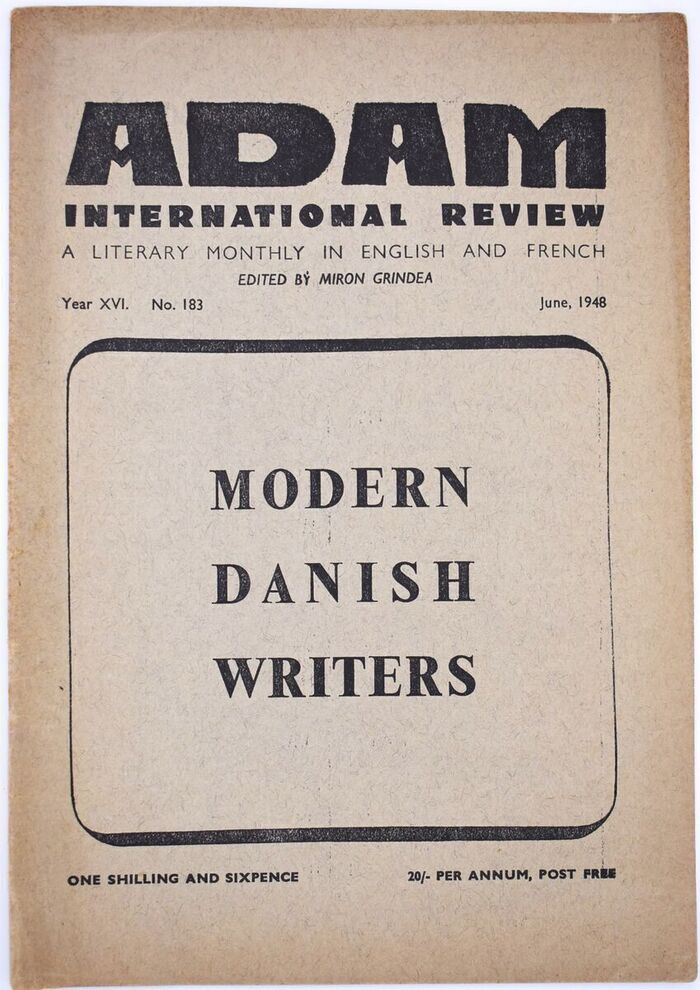 ADAM
INTERNATIONAL REVIEW
A LITERARY MONTHLY IN ENGLISH AND FRENCH
EDITED BY MIRON GRINDEA
Year XVI. No. 183 June, 1948
MODERN
DANISH
WRITERS
ONE SHILLING AND SIXPENCE 20/- PER ANNUM, POST FREE